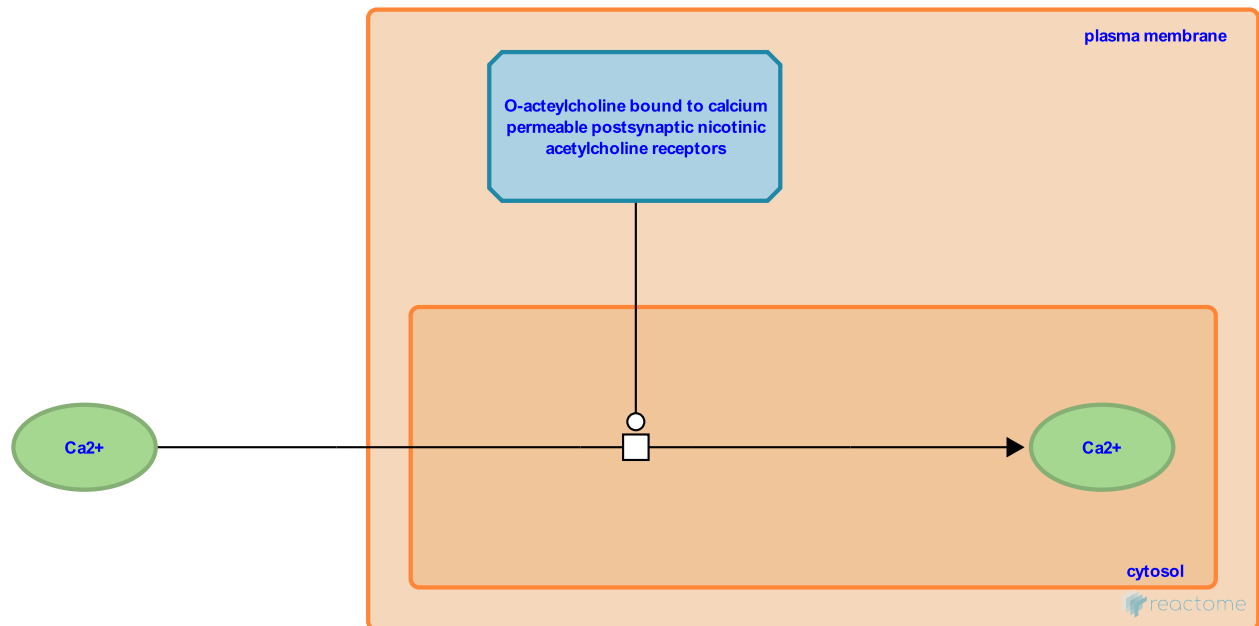 plasma membrane
O-acteylcholine bound to calcium
permeable postsynaptic nicotinic
acetylcholine receptors
Ca2+
Ca2+
cytosol
reactome